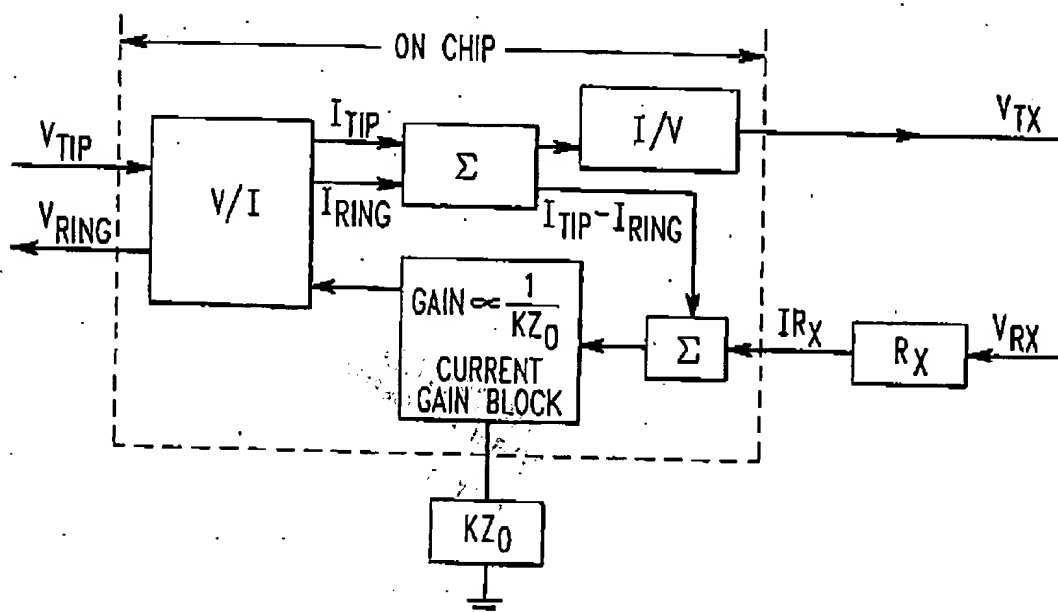 ON CHIP
V_TIP
V_RING
V/I
I_TIP
I_RING
Σ
I/V
V_TX
I_TIP-I_RING
GAIN ∝ 1/KZ_0
CURRENT
GAIN BLOCK
Σ
IR_X
R_X
V_RX
KZ_0